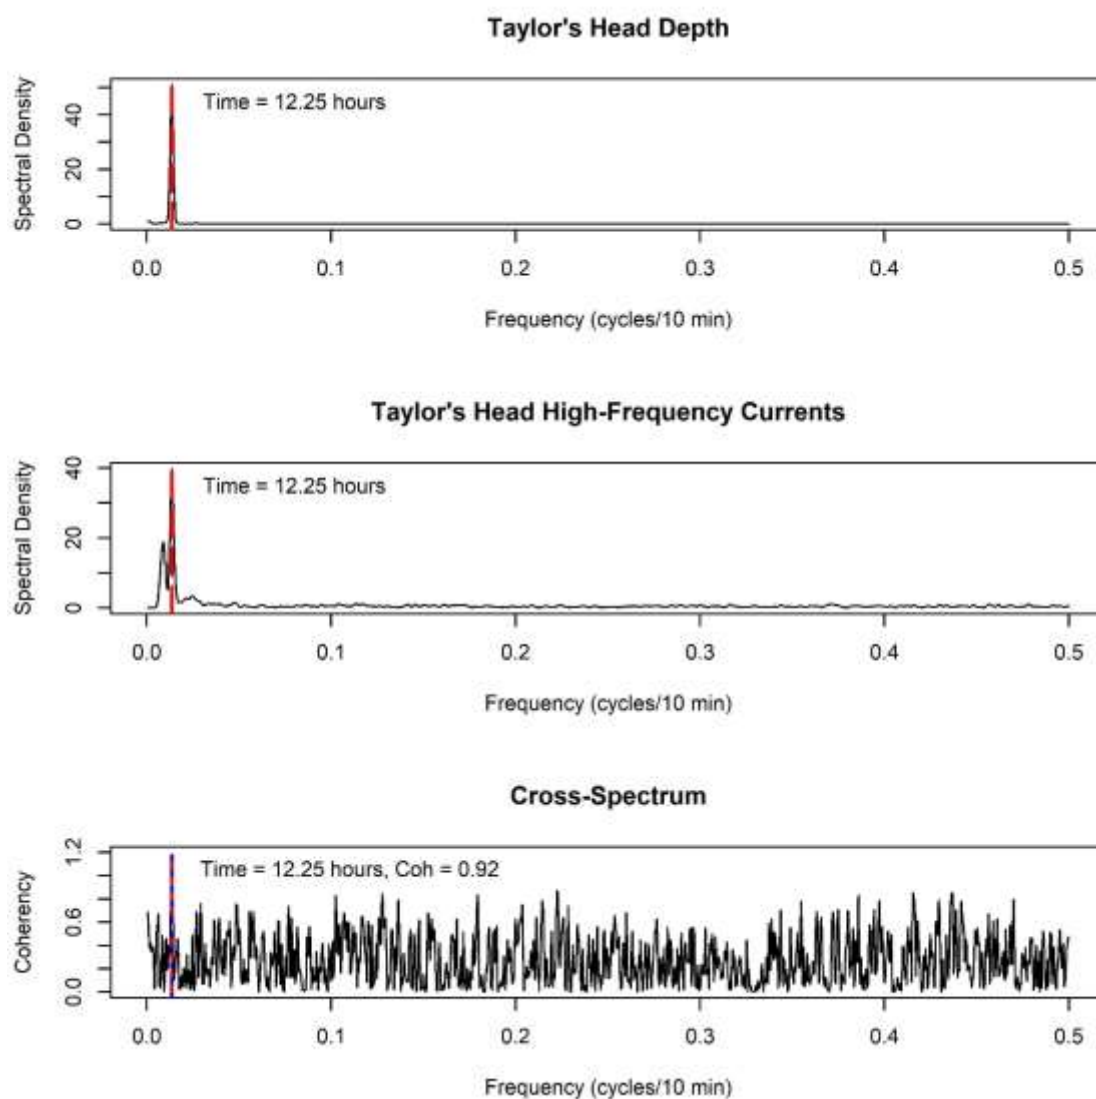 Taylor's Head Depth
Spectral Density
40
20
0
Time = 12.25 hours
0.0 0.1 0.2 0.3 0.4 0.5
Frequency (cycles/10 min)
Taylor's Head High-Frequency Currents
Spectral Density
40
20
0
Time = 12.25 hours
0.0 0.1 0.2 0.3 0.4 0.5
Frequency (cycles/10 min)
Cross-Spectrum
Coherency
1.2
0.6
0.0
Time = 12.25 hours, Coh = 0.92
0.0 0.1 0.2 0.3 0.4 0.5
Frequency (cycles/10 min)